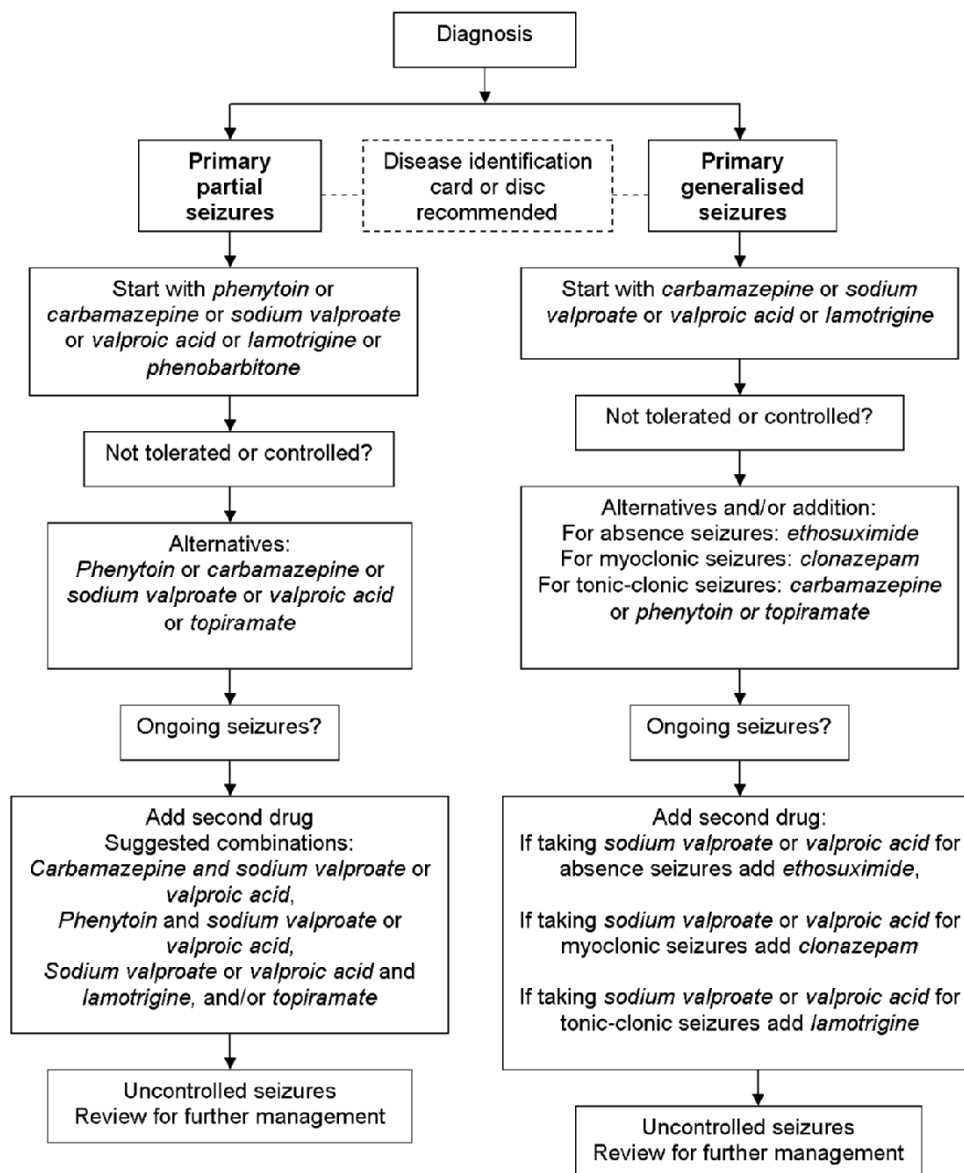 Diagnosis
Primary
partial
seizures
Disease identification
card or disc
recommended
Primary
generalised
seizures
Start with phenytoin or
carbamazepine or sodium valproate
or valproic acid or lamotrigine or
phenobarbitone
Not tolerated or controlled?
Alternatives:
Phenytoin or carbamazepine or
sodium valproate or valproic acid
or topiramate
Ongoing seizures?
Add second drug
Suggested combinations:
Carbamazepine and sodium valproate or
valproic acid,
Phenytoin and sodium valproate or
valproic acid,
Sodium valproate or valproic acid and
lamotrigine, and/or topiramate
Uncontrolled seizures
Review for further management
Start with carbamazepine or sodium
valproate or valproic acid or lamotrigine
Not tolerated or controlled?
Alternatives and/or addition:
For absence seizures: ethosuximide
For myoclonic seizures: clonazepam
For tonic-clonic seizures: carbamazepine
or phenytoin or topiramate
Ongoing seizures?
Add second drug:
If taking sodium valproate or valproic acid for
absence seizures add ethosuximide,
If taking sodium valproate or valproic acid for
myoclonic seizures add clonazepam
If taking sodium valproate or valproic acid for
tonic-clonic seizures add lamotrigine
Uncontrolled seizures
Review for further management